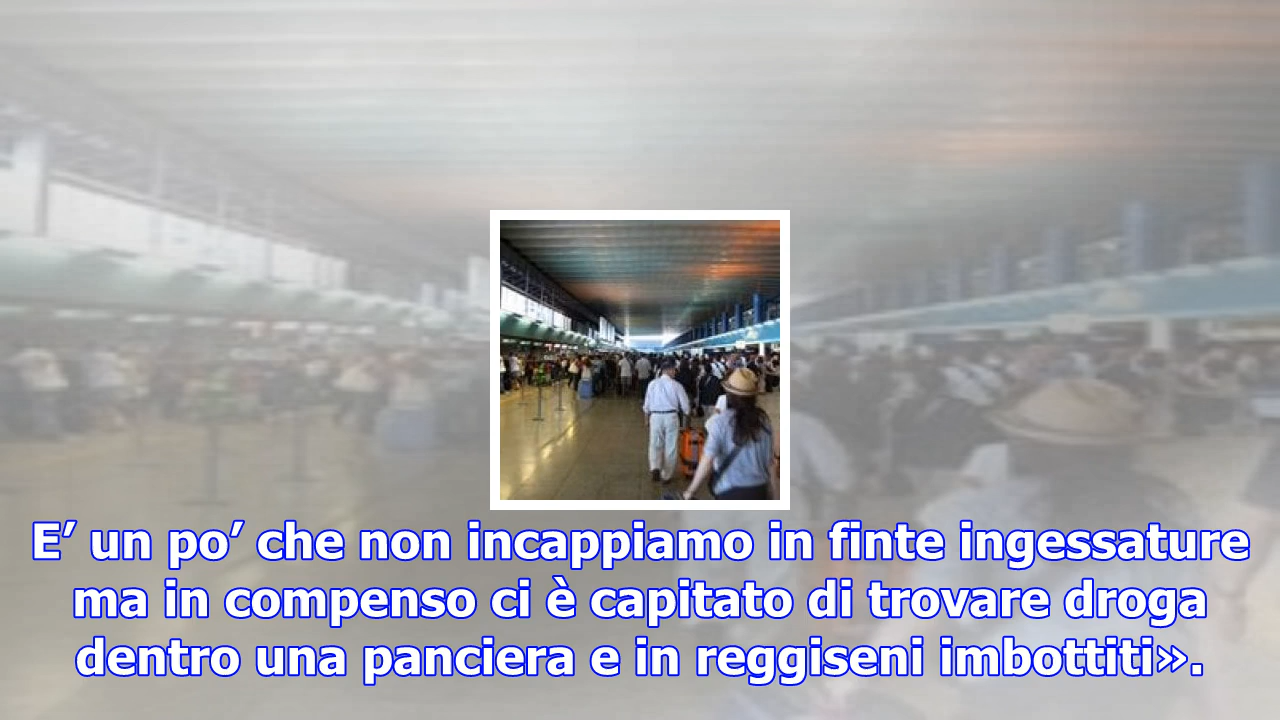 E’ un po’ che non incappiamo in finte ingessature
ma in compenso ci è capitato di trovare droga
dentro una panciera e in reggiseni imbottiti».